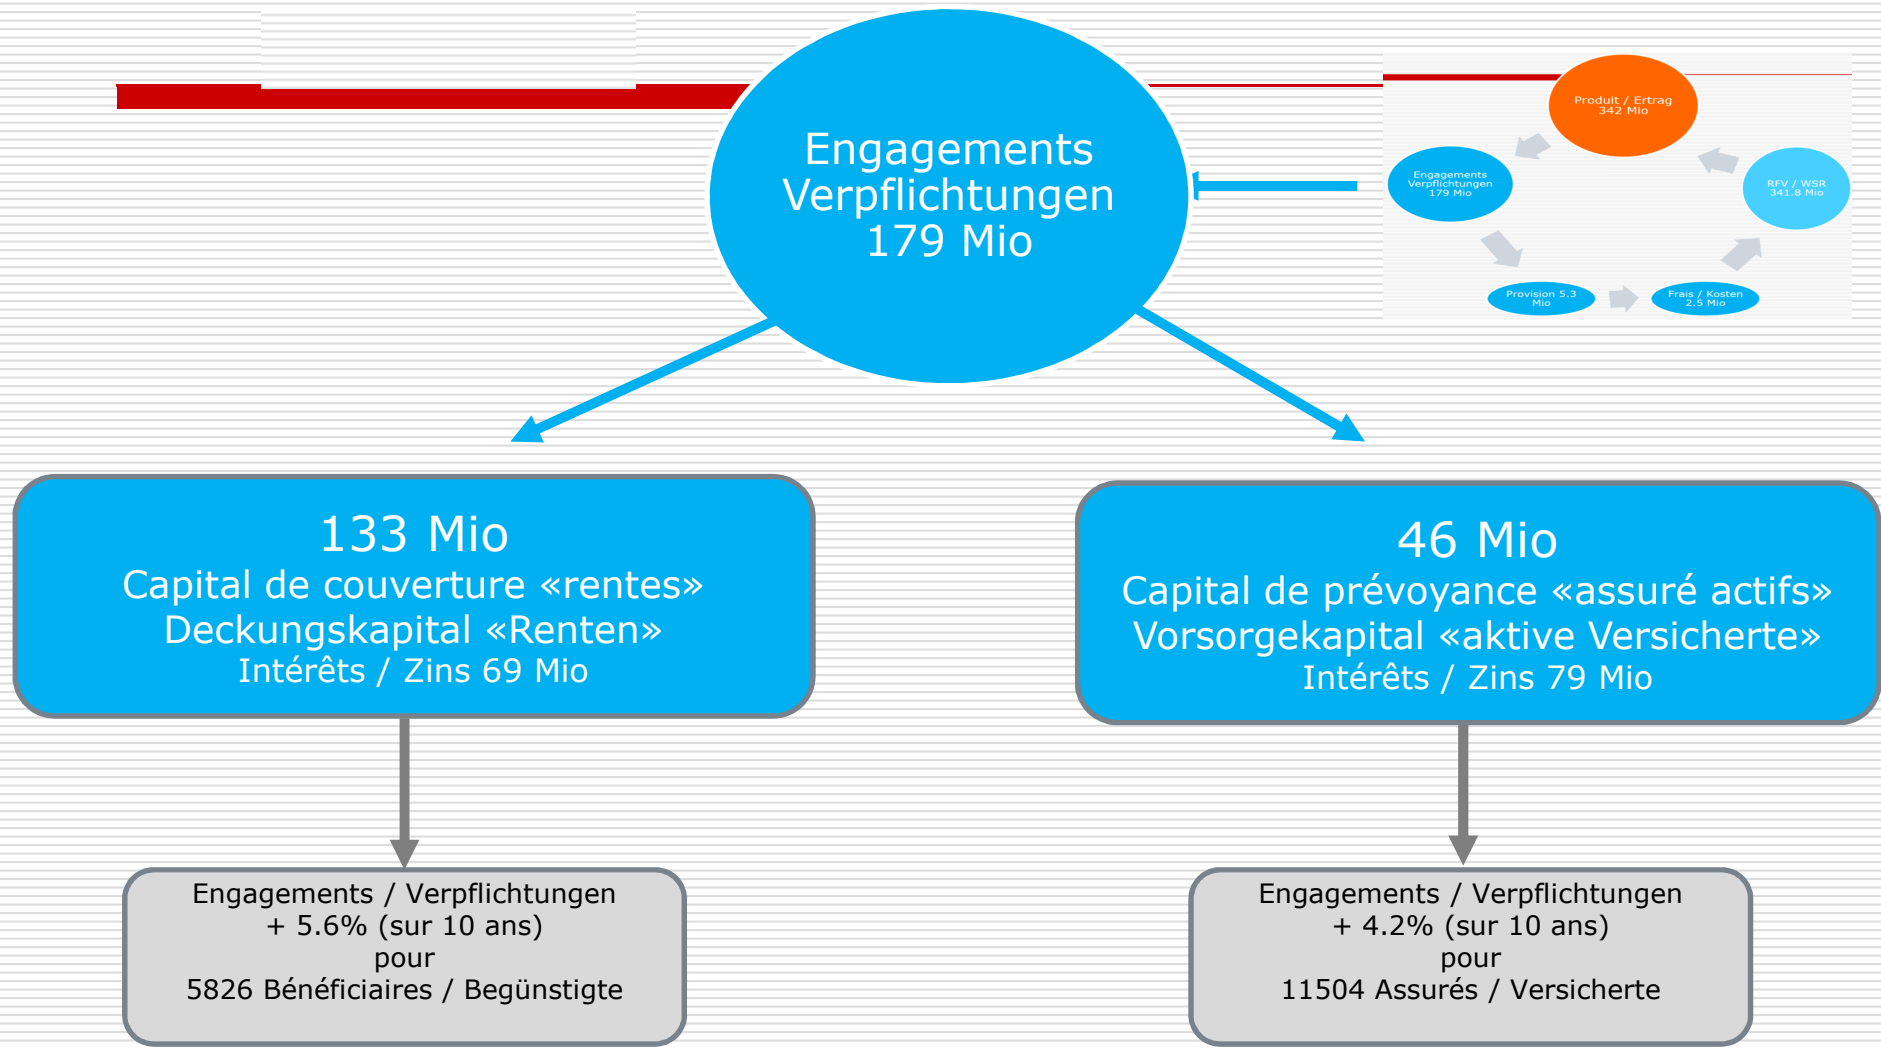 Engagements
Verpflichtungen
179 Mio
Produit / Ertrag
342 Mio
Engagements
Verpflichtungen
179 Mio
RFV / WSR
341.8 Mio
Provision 5.3
Mio
Frais / Kosten
2.5 Mio
133 Mio
Capital de couverture «rentes»
Deckungskapital «Renten»
Intérêts / Zins 69 Mio
46 Mio
Capital de prévoyance «assuré actifs»
Vorsorgekapital «aktive Versicherte»
Intérêts / Zins 79 Mio
Engagements / Verpflichtungen
+ 5.6% (sur 10 ans)
pour
5826 Bénéficiaires / Begünstigte
Engagements / Verpflichtungen
+ 4.2% (sur 10 ans)
pour
11504 Assurés / Versicherte